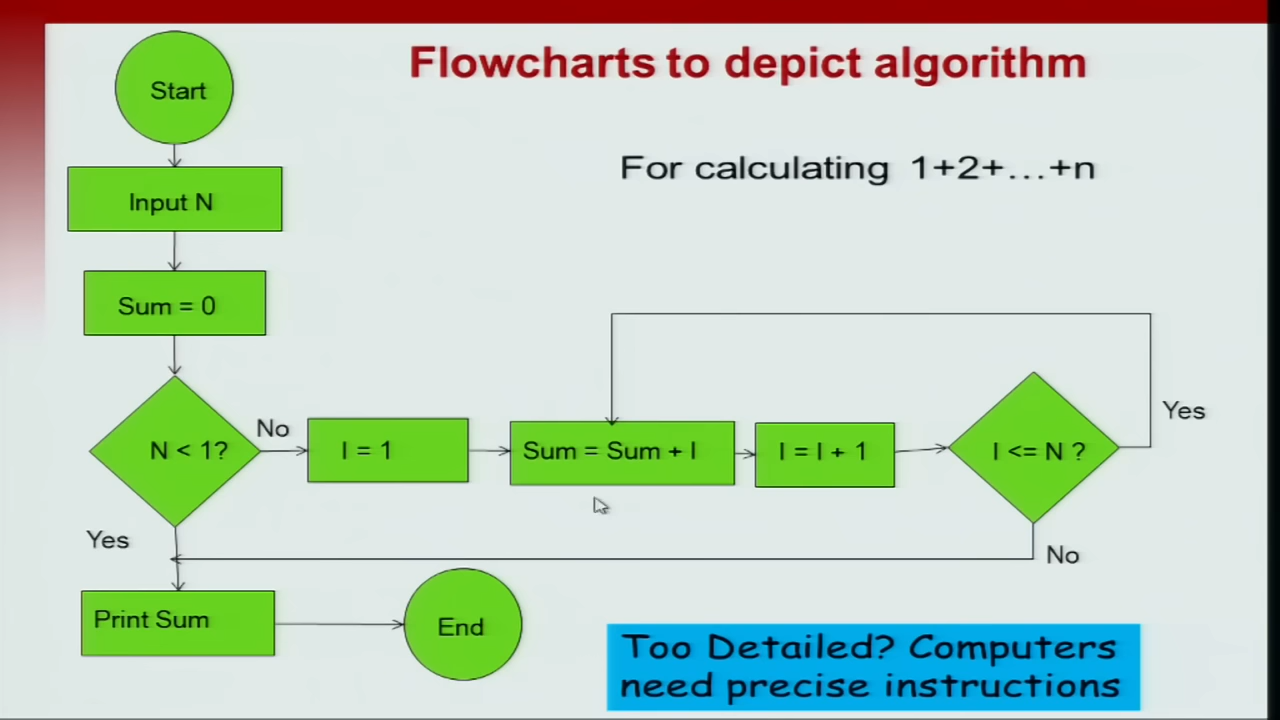 Flowcharts to depict algorithm
Start
For calculating 1+2+...+n
Input N
Sum = 0
N < 1?
No
I = 1
Sum = Sum + I
I = I + 1
I <= N ?
Yes
Yes
No
Print Sum
End
Too Detailed? Computers
need precise instructions